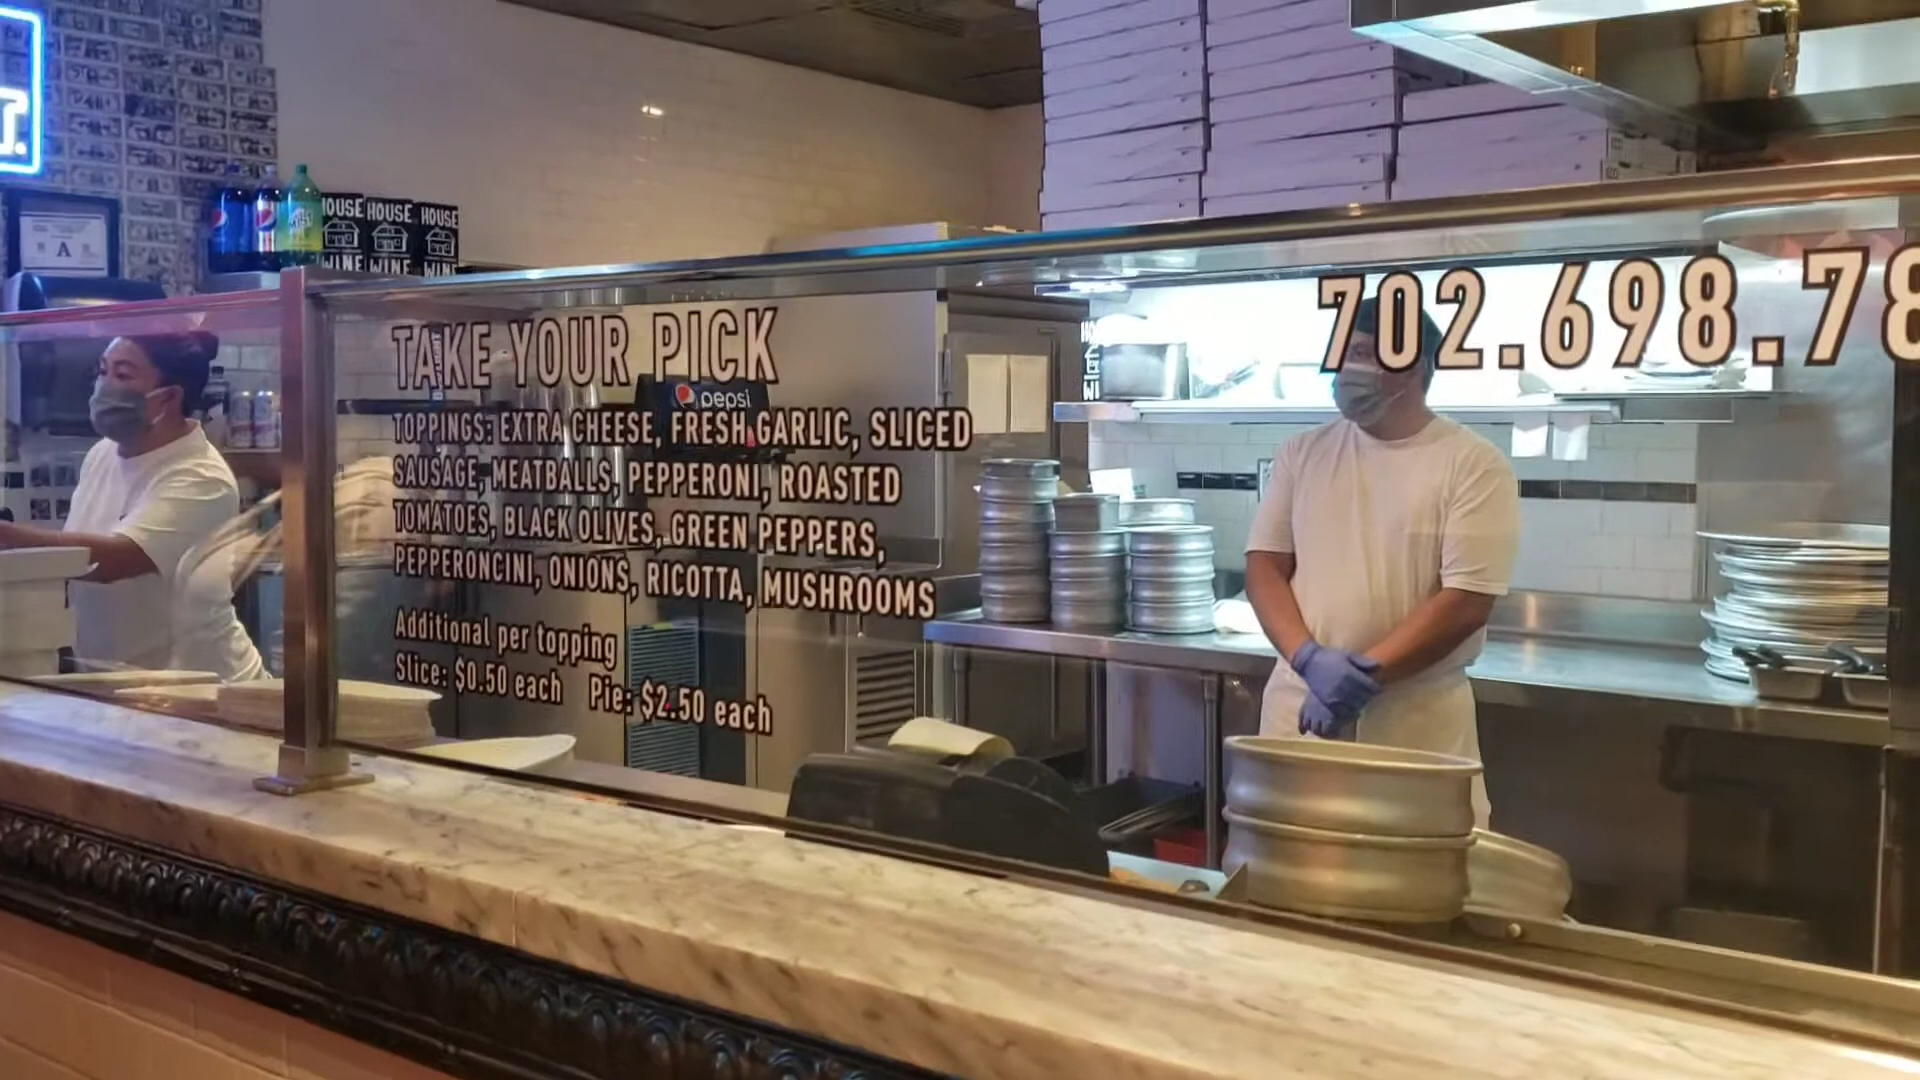 T.
A
HOUSE HOUSE HOUSE
WINE WINE WINE
702.698.78
TAKE YOUR PICK
pepsi
TOPPINGS: EXTRA CHEESE, FRESH GARLIC, SLICED
SAUSAGE, MEATBALLS, PEPPERONI, ROASTED
TOMATOES, BLACK OLIVES, GREEN PEPPERS,
PEPPERONCINI, ONIONS, RICOTTA, MUSHROOMS
Additional per topping
Slice: $0.50 each Pie: $2.50 each